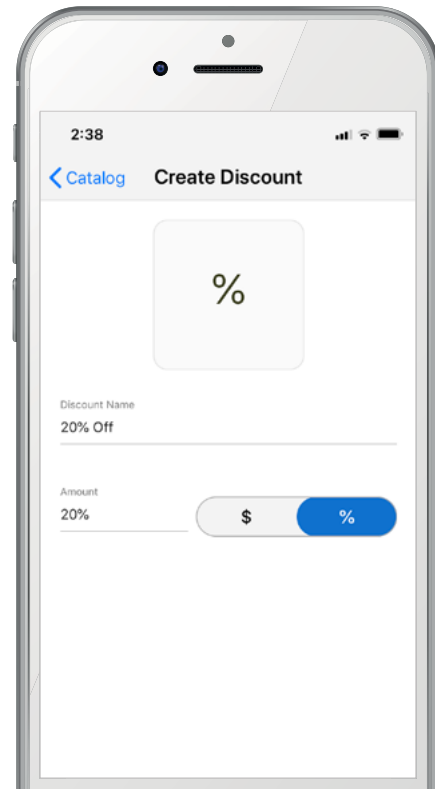 2:38
Catalog Create Discount
%
Discount Name
20% Off
Amount
20% $ %